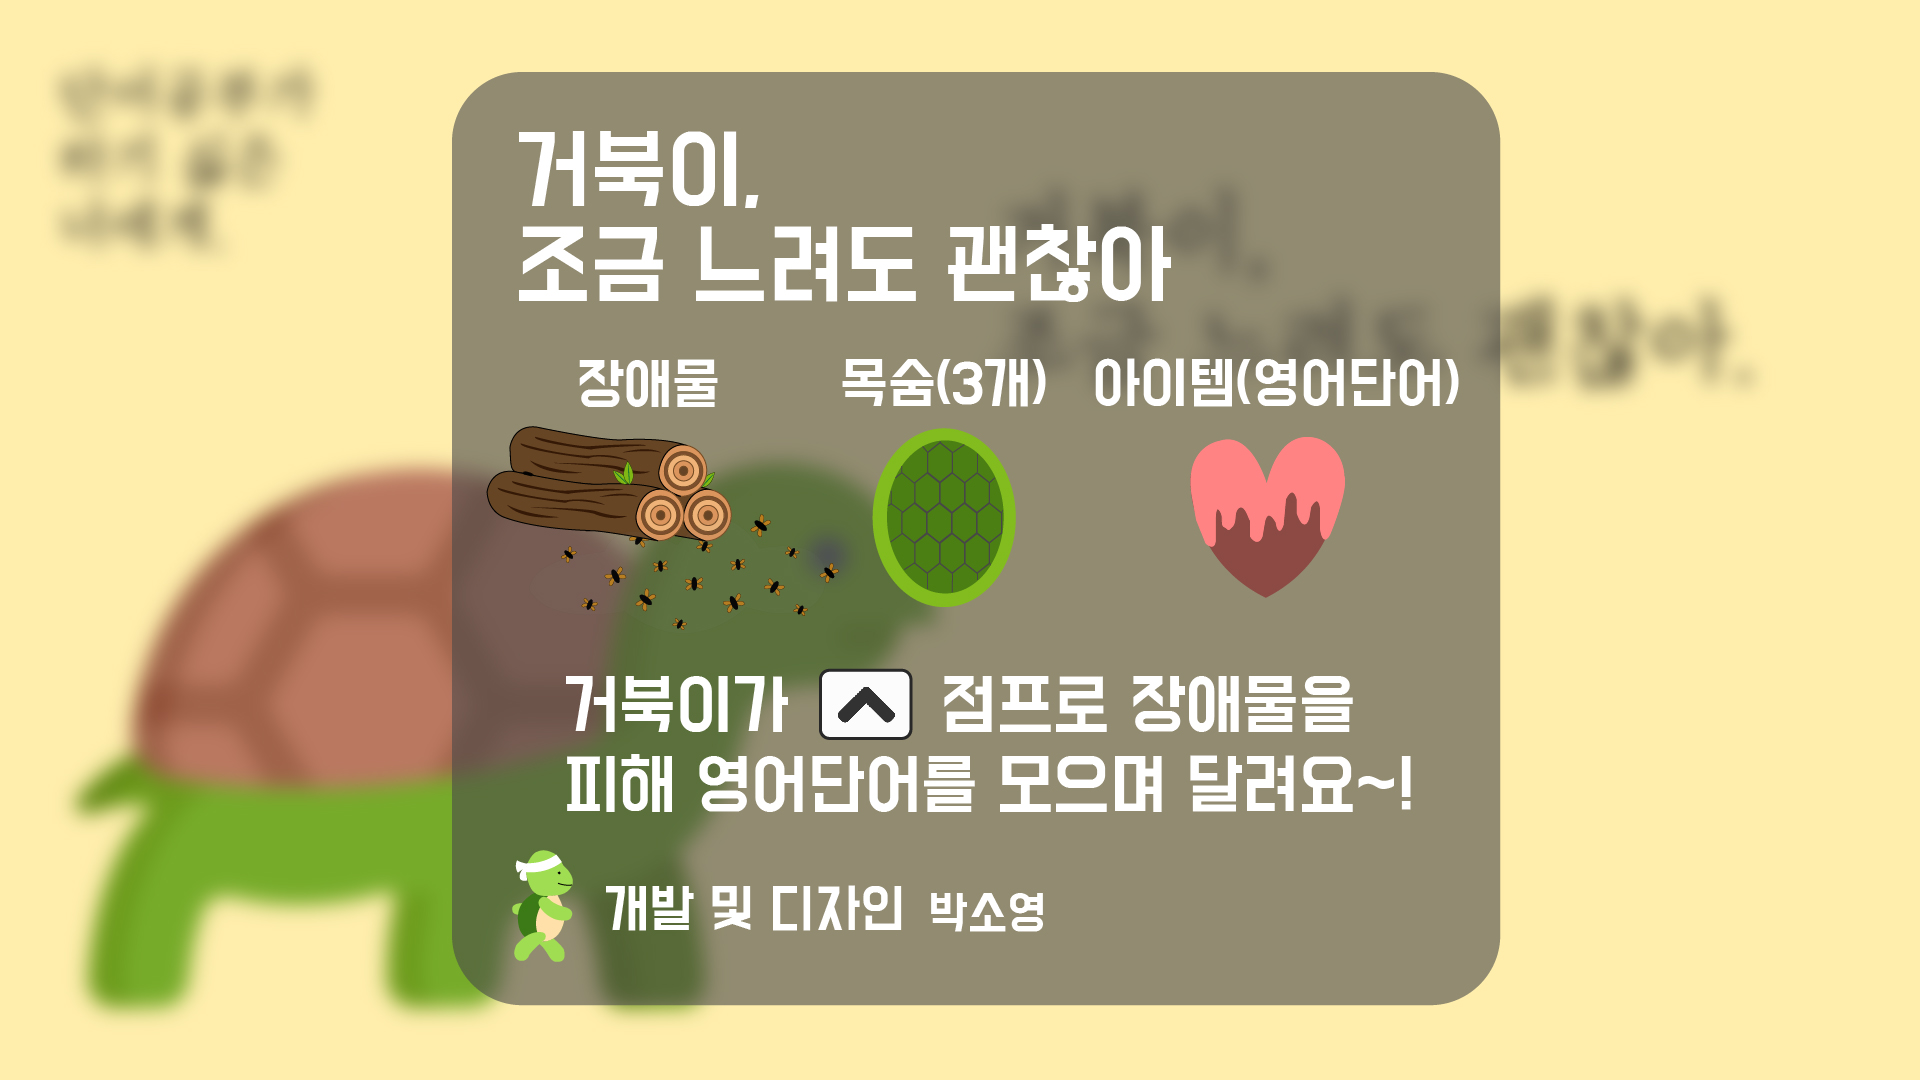 거북이,
조금 느려도 괜찮아
장애물
목숨(3개)
아이템(영어단어)
거북이가 점프로 장애물을
피해 영어단어를 모으며 달려요~!
개발 및 디자인 박소영